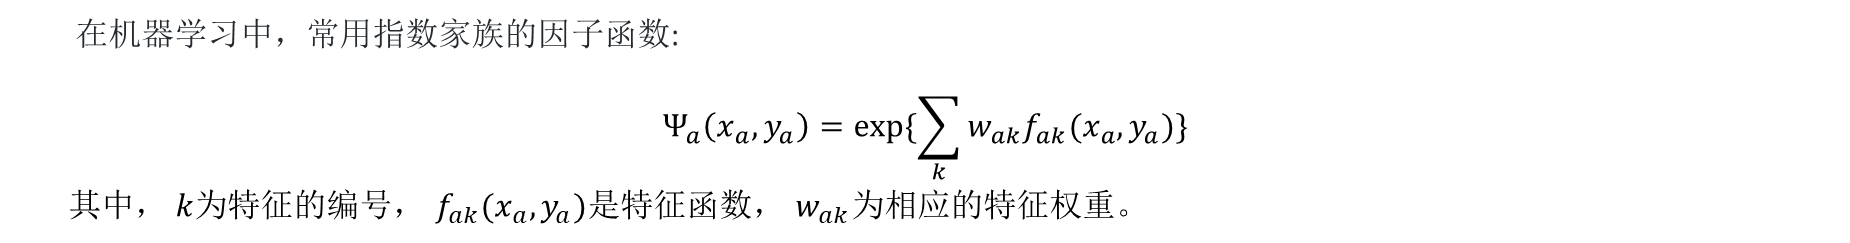 在机器学习中，常用指数家族的因子函数:
Ψₐ(xₐ, yₐ) = exp{∑ₖ wₐₖfₐₖ(xₐ, yₐ)}
其中， k为特征的编号， fₐₖ(xₐ, yₐ)是特征函数， wₐₖ为相应的特征权重。